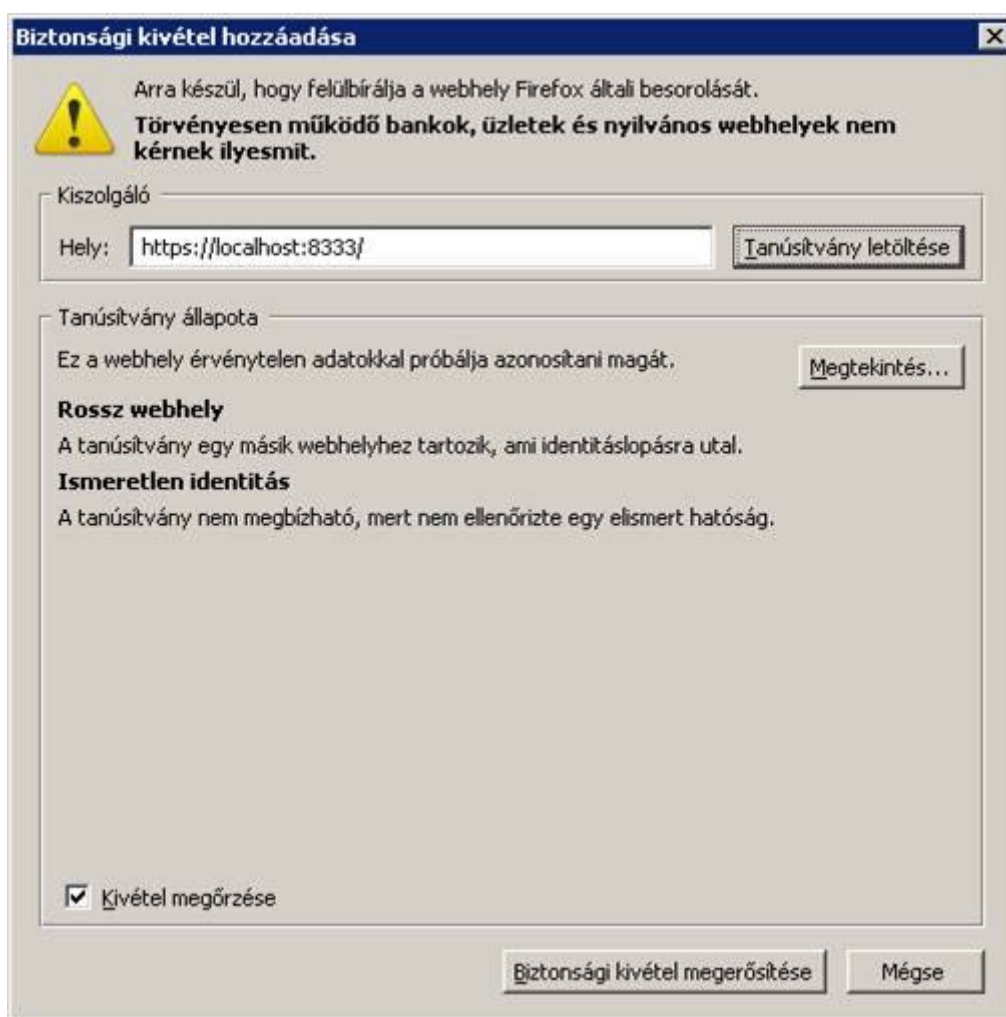 Biztonsági kivétel hozzáadása
Arra készül, hogy felülbírálja a webhely Firefox általi besorolását.
Törvényesen működő bankok, üzletek és nyilvános webhelyek nem
kérnek ilyesmit.
Kiszolgáló
Hely: https://localhost:8333/ Tanúsítvány letöltése
Tanúsítvány állapota
Ez a webhely érvénytelen adatokkal próbálja azonosítani magát. Megtekintés...
Rossz webhely
A tanúsítvány egy másik webhelyhez tartozik, ami identitáslopásra utal.
Ismeretlen identitás
A tanúsítvány nem megbízható, mert nem ellenőrizte egy elismert hatóság.
Kivétel megőrzése
Biztonsági kivétel megerősítése Mégse